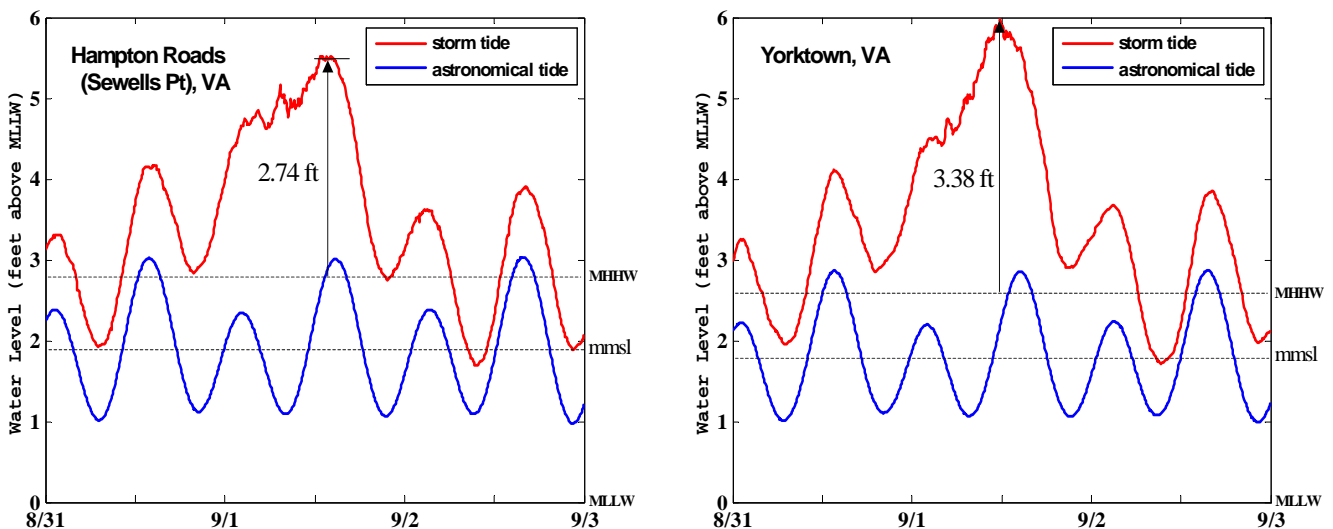 Hampton Roads
(Sewells Pt), VA
storm tide
astronomical tide
2.74 ft
MHHW
mmsl
MLLW
Water Level (feet above MLLW)
6
5
4
3
2
1
0
8/31
9/1
9/2
9/3
Yorktown, VA
storm tide
astronomical tide
3.38 ft
MHHW
mmsl
MLLW
Water Level (feet above MLLW)
6
5
4
3
2
1
0
8/31
9/1
9/2
9/3